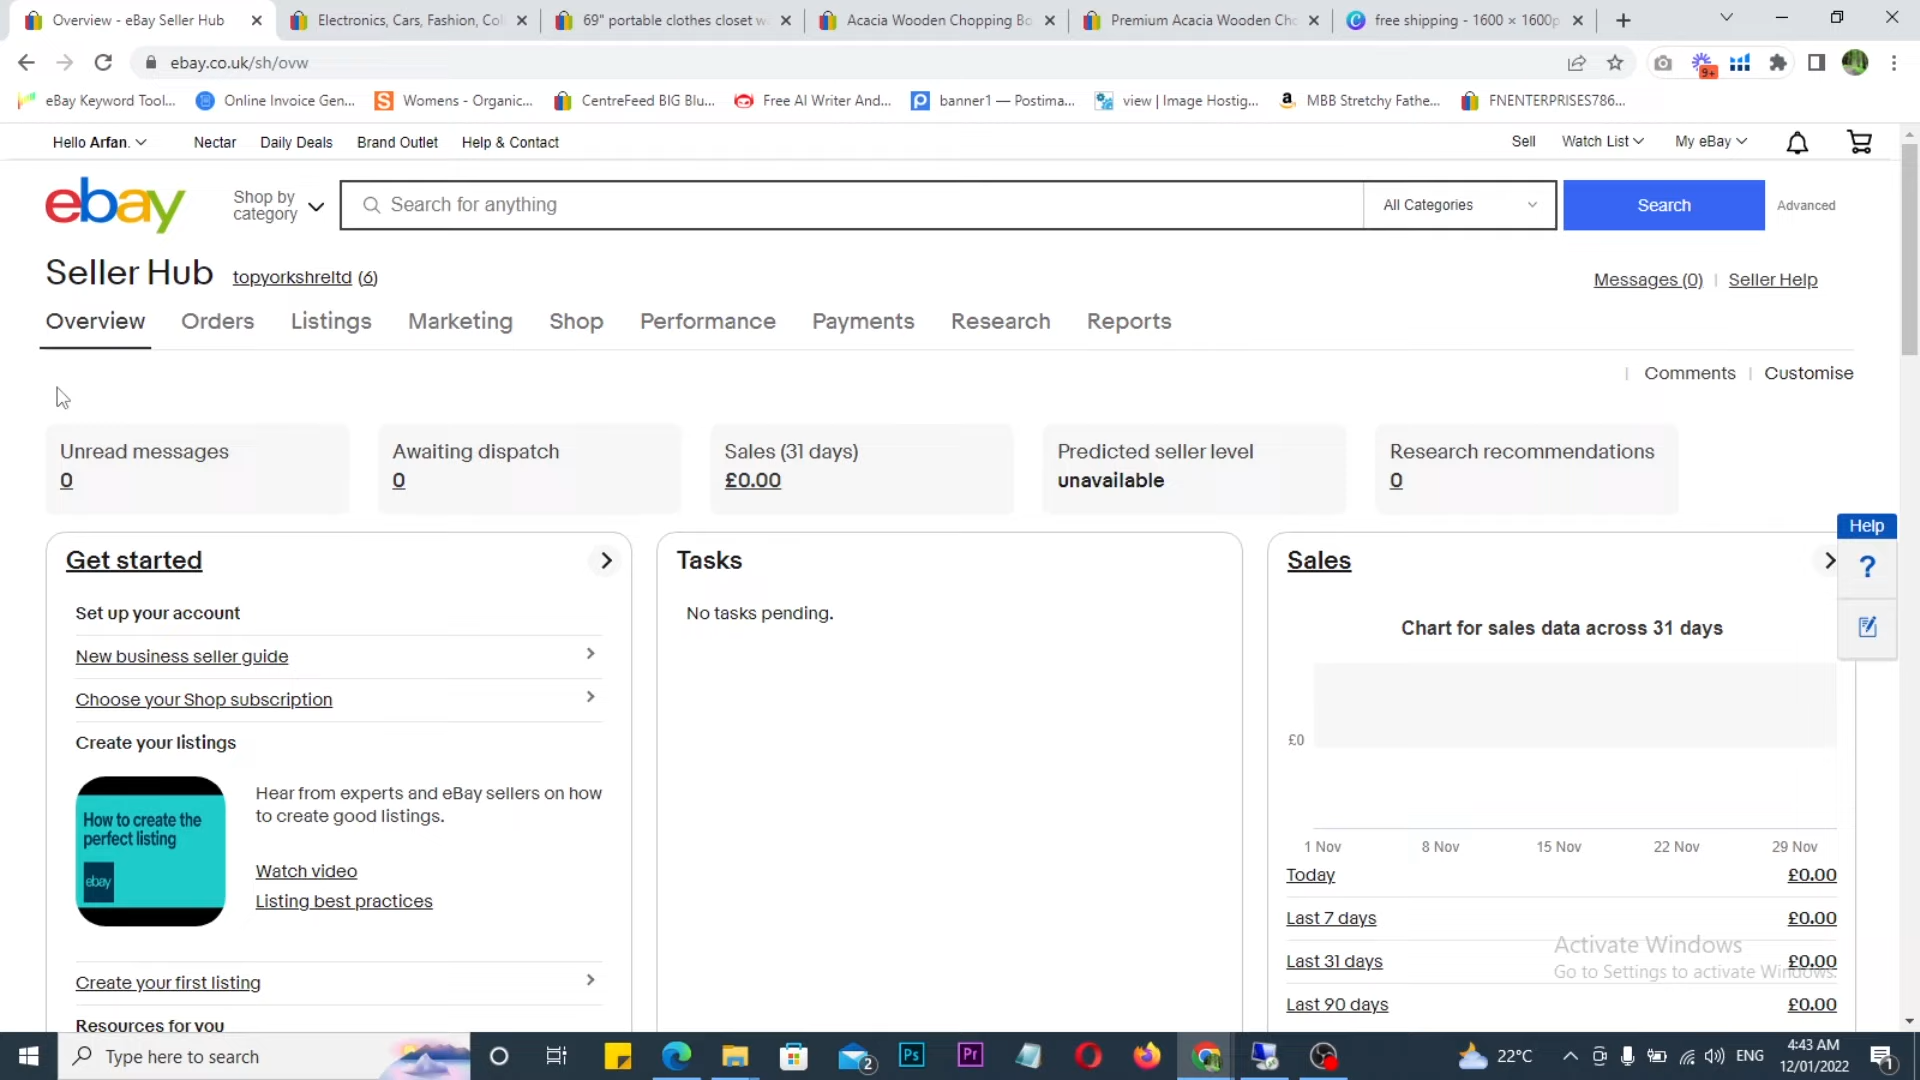 Overview - eBay Seller Hub
Electronics, Cars, Fashion, Col
69" portable clothes closet w
Acacia Wooden Chopping Bo
Premium Acacia Wooden Cho
free shipping - 1600 × 1600p
ebay.co.uk/sh/ovw
9+
eBay Keyword Tool...
Online Invoice Gen...
Womens - Organic...
CentreFeed BIG Blu...
Free AI Writer And...
banner1 — Postima...
view | Image Hostig...
MBB Stretchy Fathe...
FNENTERPRISES786...
Hello Arfan.
Nectar
Daily Deals
Brand Outlet
Help & Contact
Sell
Watch List
My eBay
ebay
Shop by
category
Search for anything
All Categories
Search
Advanced
Seller Hub
topyorkshreltd (6)
Messages (0) | Seller Help
Overview
Orders
Listings
Marketing
Shop
Performance
Payments
Research
Reports
| Comments | Customise
Unread messages
0
Awaiting dispatch
0
Sales (31 days)
£0.00
Predicted seller level
unavailable
Research recommendations
0
Help
?
Get started
Set up your account
New business seller guide
Choose your Shop subscription
Create your listings
How to create the
perfect listing
ebay
Hear from experts and eBay sellers on how
to create good listings.
Watch video
Listing best practices
Create your first listing
Resources for you
Tasks
No tasks pending.
Sales
Chart for sales data across 31 days
£0
1 Nov
8 Nov
15 Nov
22 Nov
29 Nov
Today £0.00
Last 7 days £0.00
Last 31 days £0.00
Last 90 days £0.00
Activate Windows
Go to Settings to activate Windows.
Type here to search
2
Ps
Pr
22°C
ENG
4:43 AM
12/01/2022
1